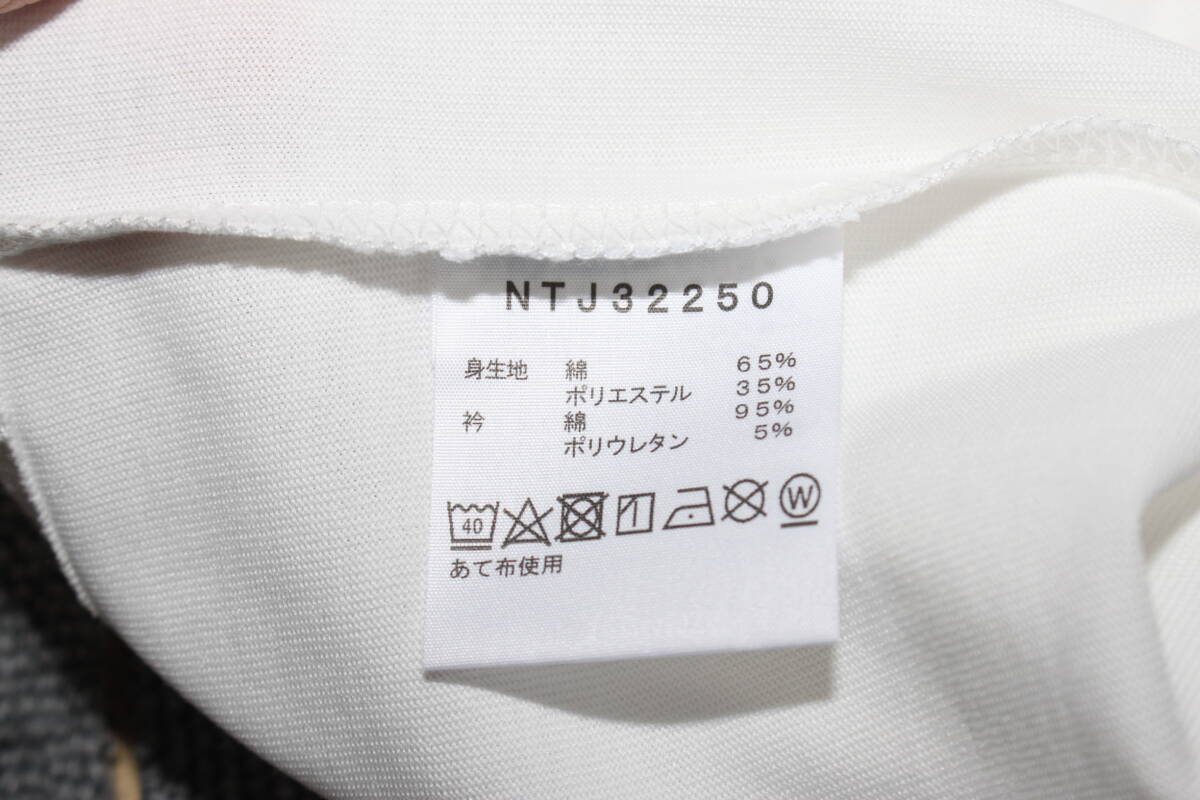 NTJ32250
身生地 綿 65%
ポリエステル 35%
衿 綿 95%
ポリウレタン 5%
40 W
あて布使用